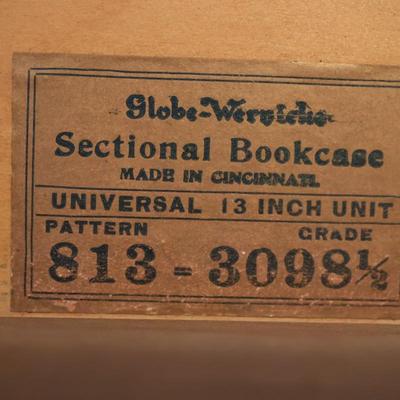 Globe-Wernicke
Sectional Bookcase
MADE IN CINCINNATI.
UNIVERSAL 13 INCH UNIT
PATTERN GRADE
813 = 3098½